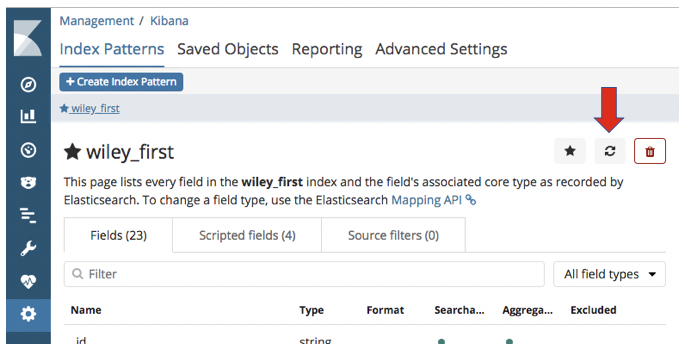 Management / Kibana
Index Patterns Saved Objects Reporting Advanced Settings
+ Create Index Pattern
wiley_first
wiley_first
This page lists every field in the wiley_first index and the field's associated core type as recorded by
Elasticsearch. To change a field type, use the Elasticsearch Mapping API
Fields (23) Scripted fields (4) Source filters (0)
Filter All field types
Name Type Format Searcha... Aggrega... Excluded
_id string